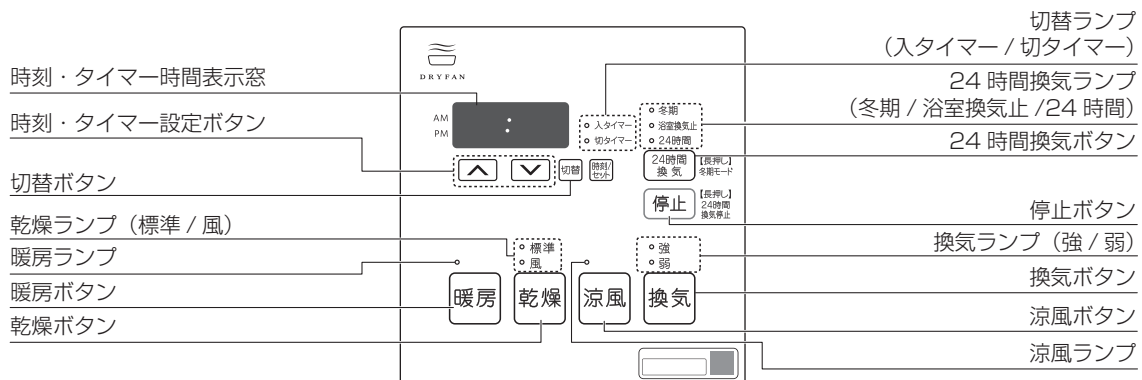 切替ランプ
（入タイマー / 切タイマー）
時刻・タイマー時間表示窓
24 時間換気ランプ
（冬期 / 浴室換気止 /24 時間）
時刻・タイマー設定ボタン
24 時間換気ボタン
切替ボタン
停止ボタン
乾燥ランプ（標準 / 風）
換気ランプ（強 / 弱）
暖房ランプ
換気ボタン
暖房ボタン
涼風ボタン
乾燥ボタン
涼風ランプ
DRYFAN
AM
PM
:
入タイマー
切タイマー
冬期
浴室換気止
24時間
切替
時刻/
セット
24時間
換気
【長押し】
冬期モード
停止
【長押し】
24時間
換気停止
標準
風
強
弱
暖房
乾燥
涼風
換気